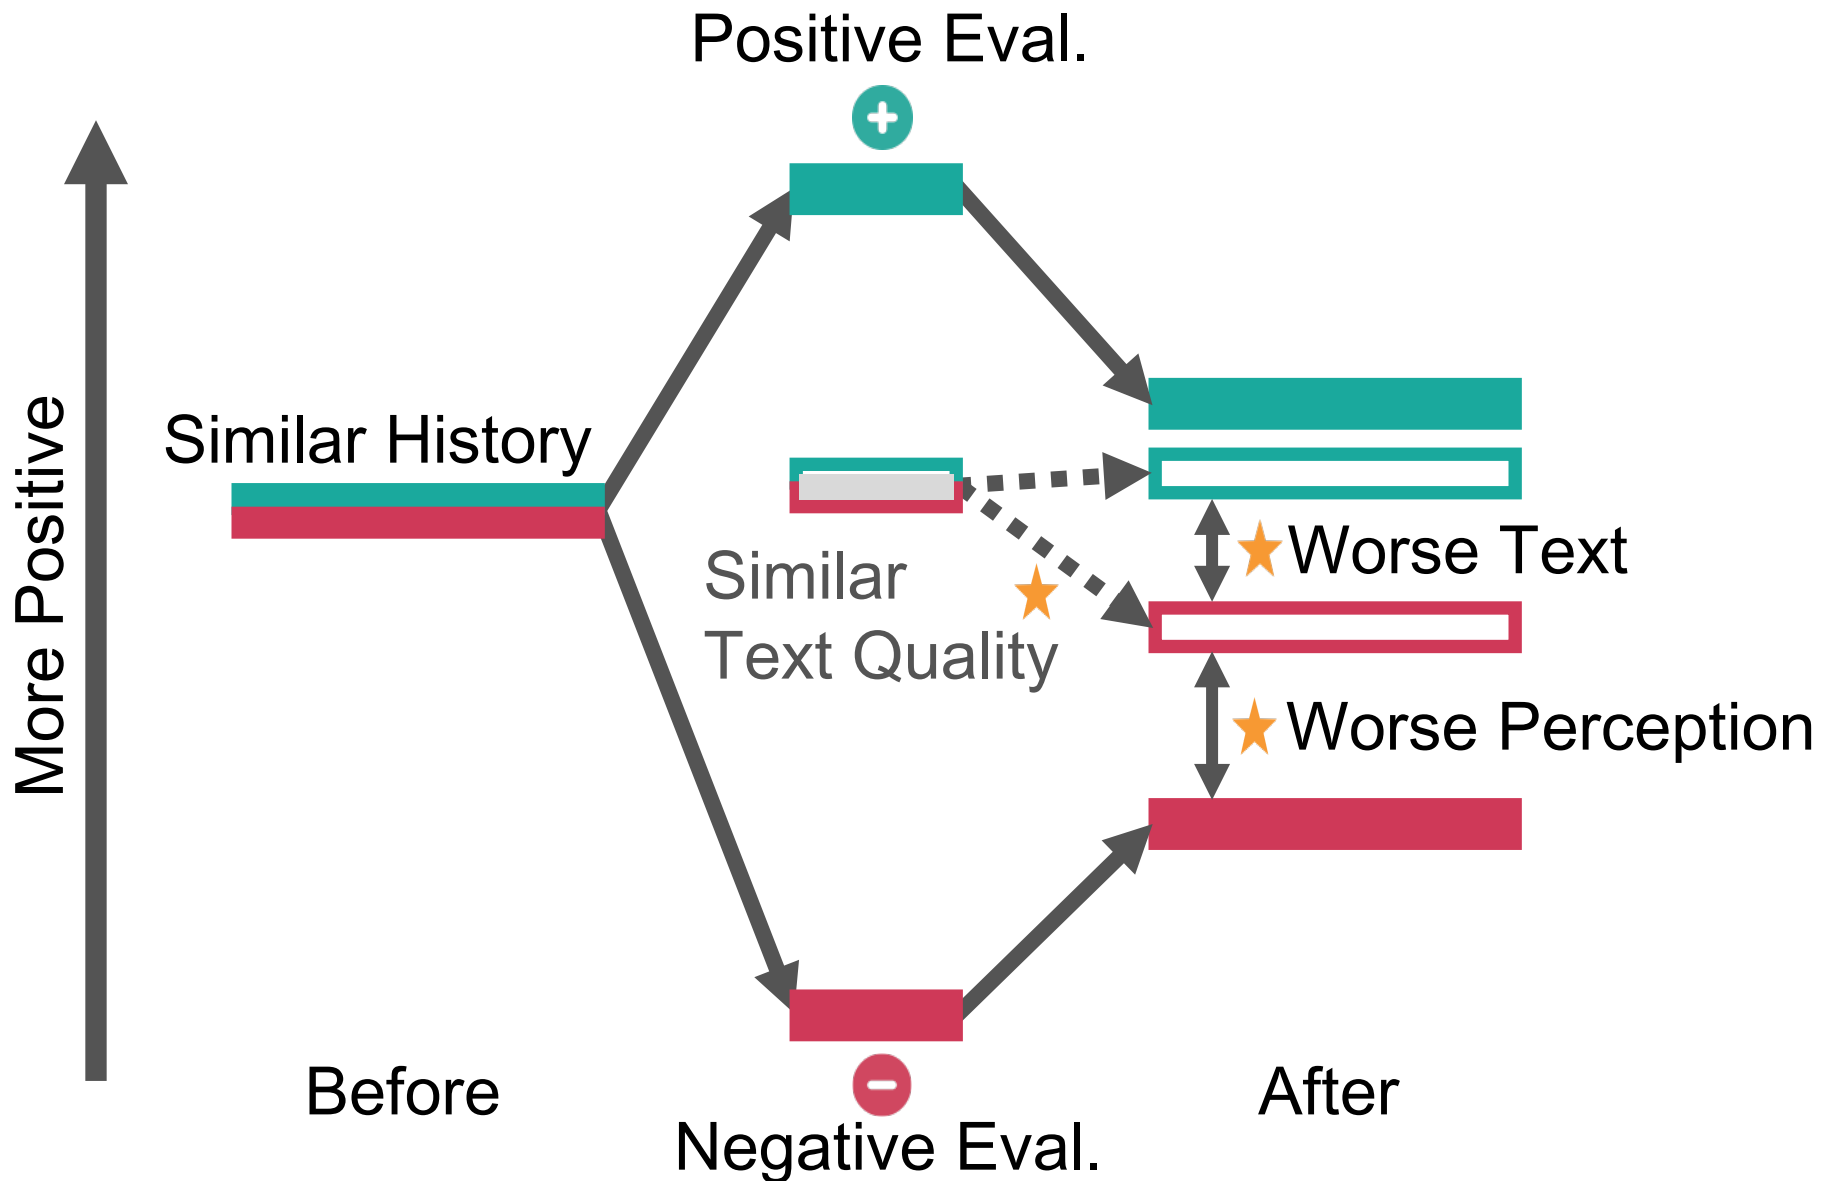 Positive Eval.
More Positive
Similar History
Similar
Text Quality
Worse Text
Worse Perception
Before
After
Negative Eval.